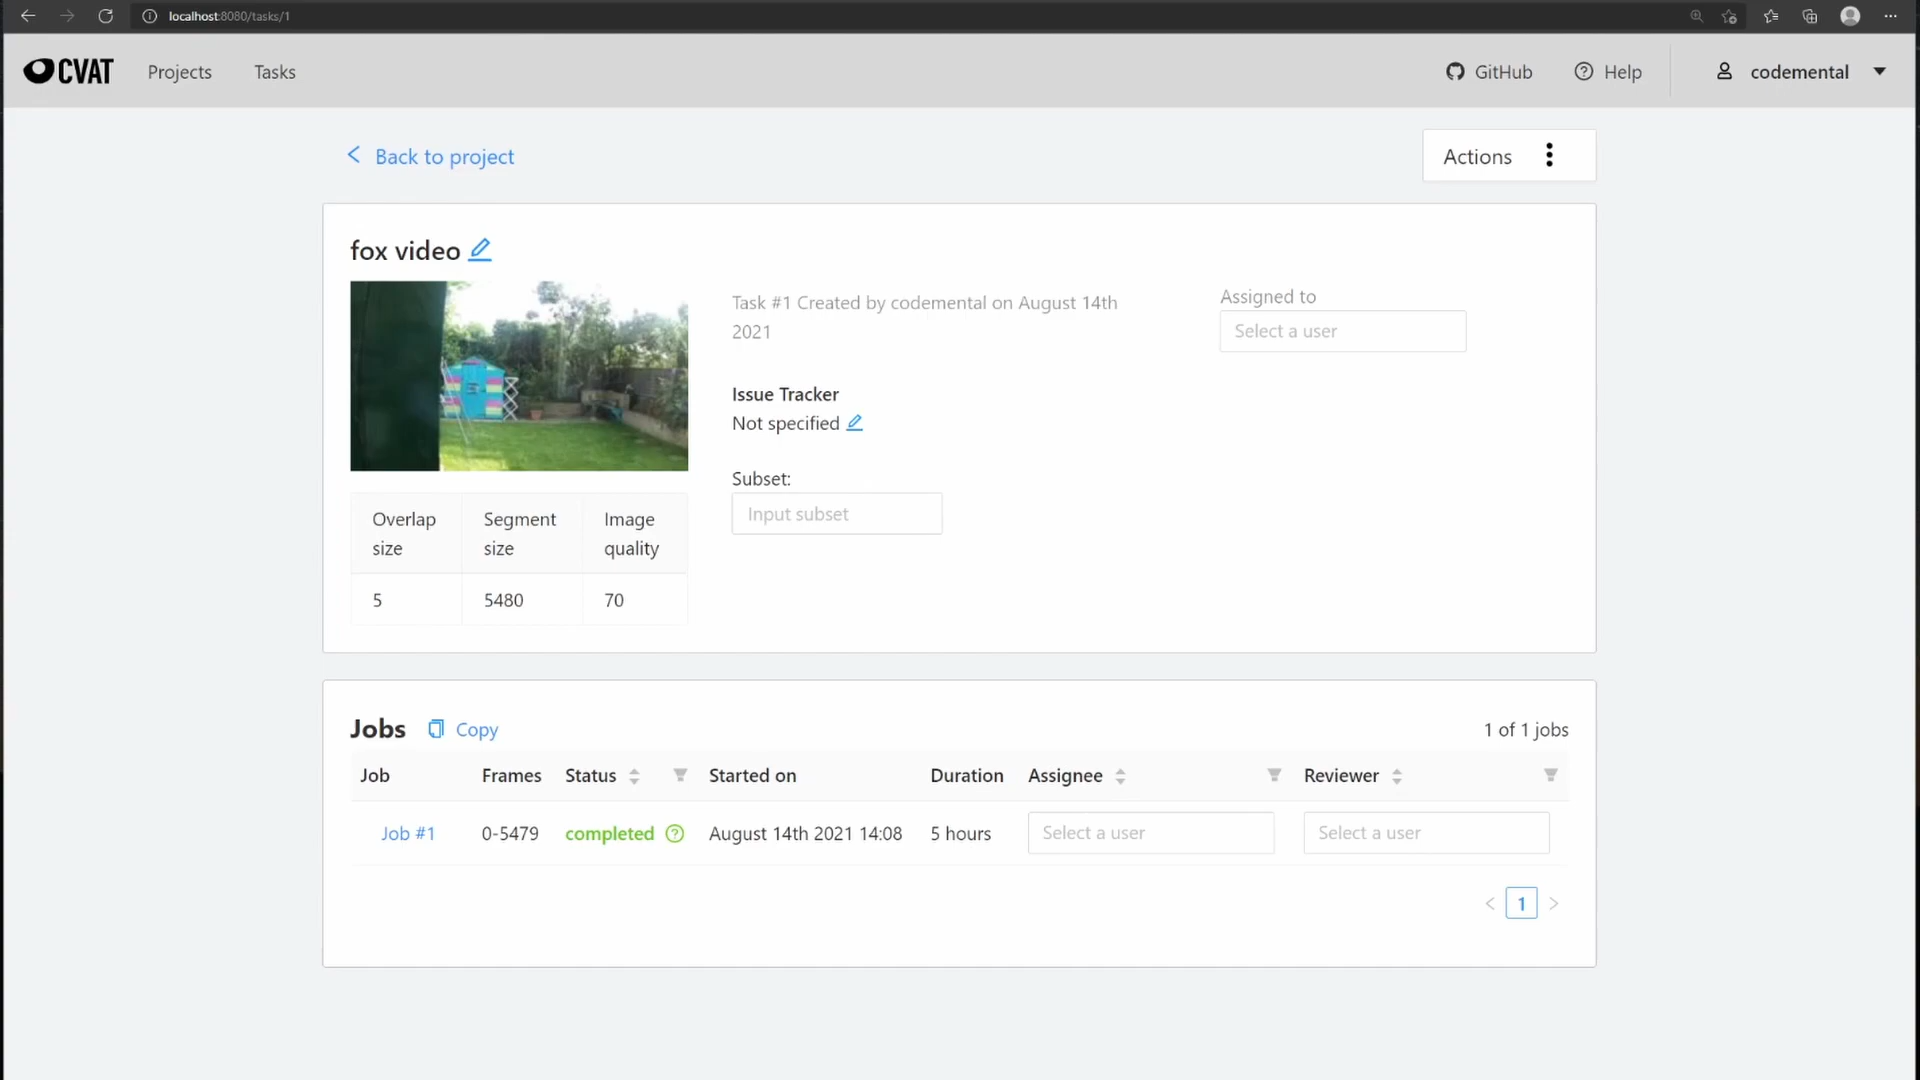 localhost:8080/tasks/1
CVAT
Projects
Tasks
GitHub
Help
codemental
Back to project
Actions
fox video
Task #1 Created by codemental on August 14th
2021
Assigned to
Select a user
Issue Tracker
Not specified
Subset:
Input subset
Overlap
size
Segment
size
Image
quality
5
5480
70
Jobs
Copy
1 of 1 jobs
Job
Frames
Status
Started on
Duration
Assignee
Reviewer
Job #1
0-5479
completed
August 14th 2021 14:08
5 hours
Select a user
Select a user
1